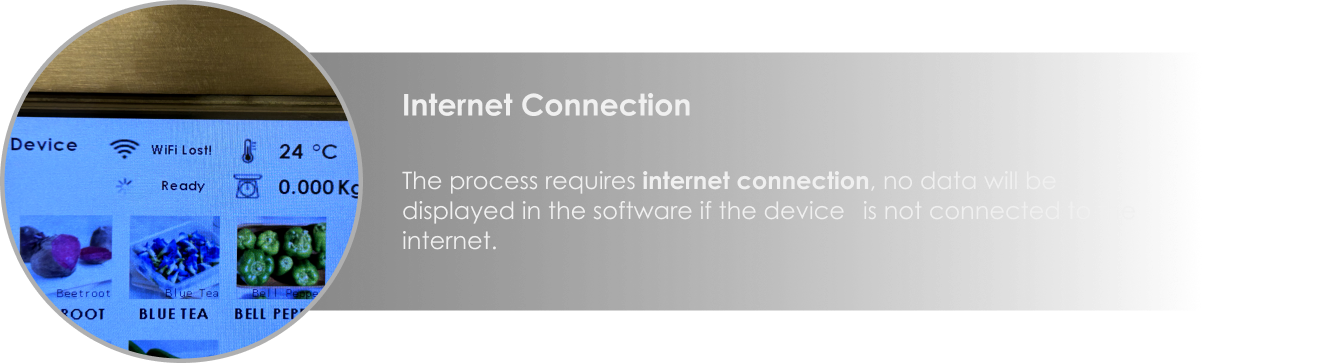 Internet Connection
The process requires internet connection, no data will be
displayed in the software if the device is not connected to
internet.
Device
WiFi Lost!
24 °C
Ready
0.000 Kg
Beetroot
Blue Tea
Bell Peppe
ROOT
BLUE TEA
BELL PEP